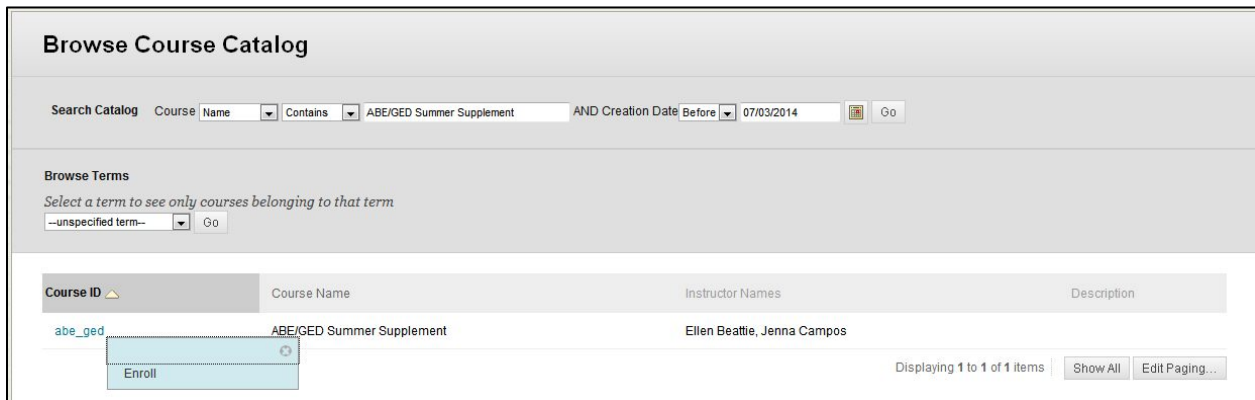 Browse Course Catalog
Search Catalog Course Name Contains ABE/GED Summer Supplement AND Creation Date Before 07/03/2014 Go
Browse Terms
Select a term to see only courses belonging to that term
--unspecified term-- Go
Course ID Course Name Instructor Names Description
abe_ged ABE/GED Summer Supplement Ellen Beattie, Jenna Campos
Enroll
Displaying 1 to 1 of 1 items Show All Edit Paging...